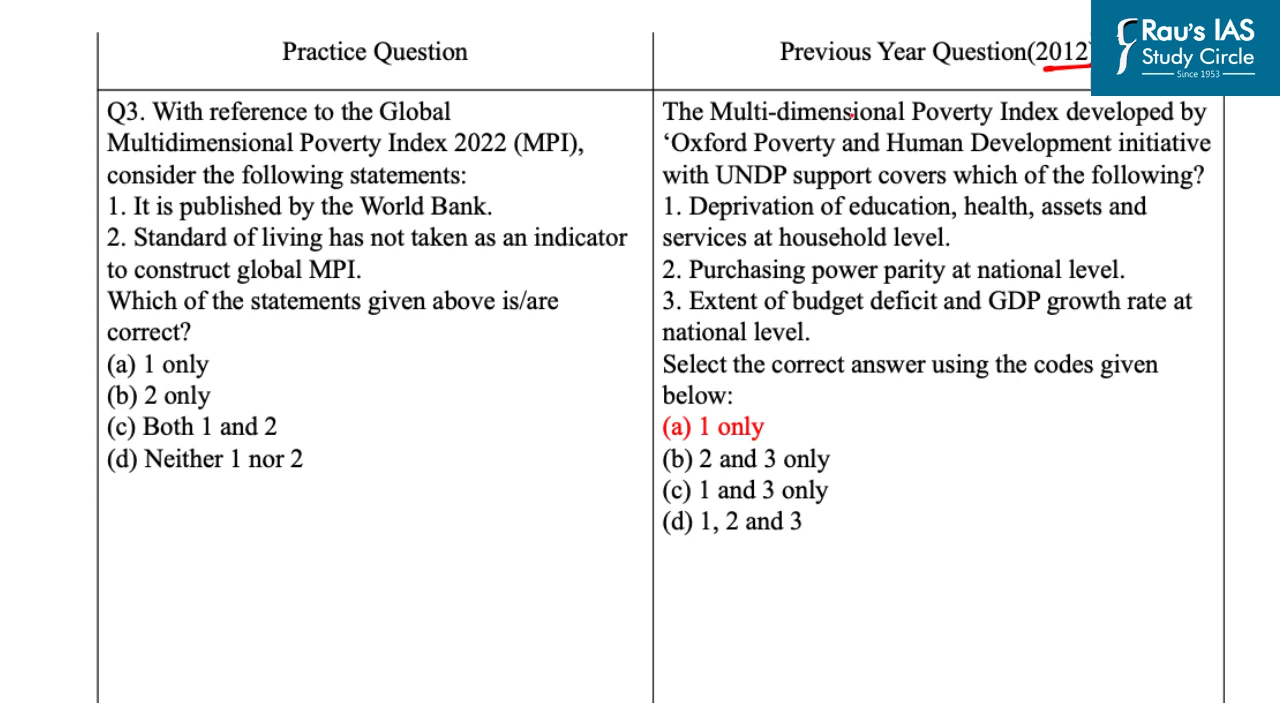 Rau's IAS
Study Circle
Since 1953
Practice Question
Q3. With reference to the Global
Multidimensional Poverty Index 2022 (MPI),
consider the following statements:
1. It is published by the World Bank.
2. Standard of living has not taken as an indicator
to construct global MPI.
Which of the statements given above is/are
correct?
(a) 1 only
(b) 2 only
(c) Both 1 and 2
(d) Neither 1 nor 2
Previous Year Question(2012
The Multi-dimensional Poverty Index developed by
‘Oxford Poverty and Human Development initiative
with UNDP support covers which of the following?
1. Deprivation of education, health, assets and
services at household level.
2. Purchasing power parity at national level.
3. Extent of budget deficit and GDP growth rate at
national level.
Select the correct answer using the codes given
below:
(a) 1 only
(b) 2 and 3 only
(c) 1 and 3 only
(d) 1, 2 and 3